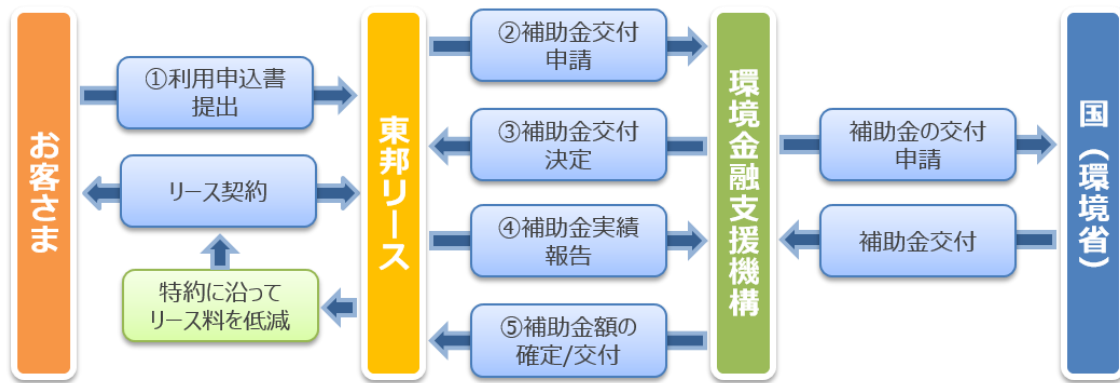 お客さま
①利用申込書
提出
リース契約
特約に沿って
リース料を低減
東邦リース
②補助金交付
申請
③補助金交付
決定
④補助金実績
報告
⑤補助金額の
確定/交付
環境金融支援機構
補助金の交付
申請
補助金交付
国（環境省）